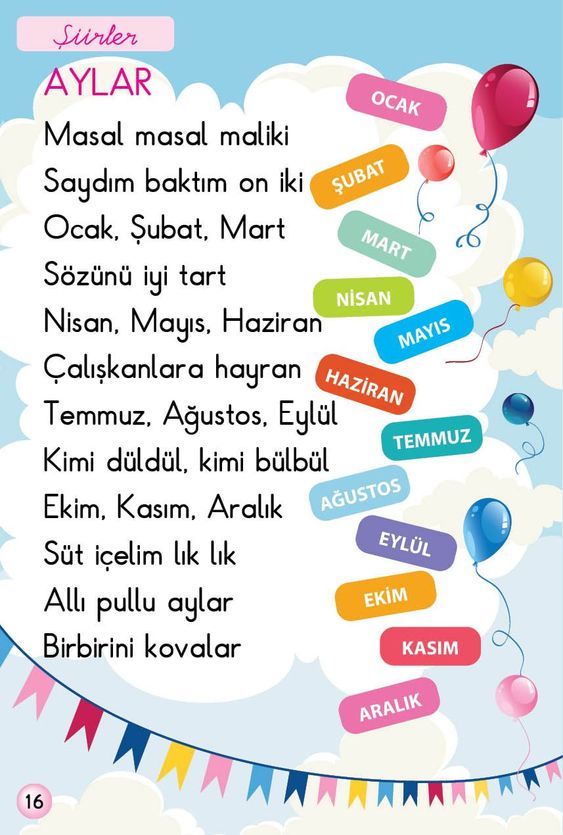 Şiirler
AYLAR
Masal masal maliki
Saydım baktım on iki
Ocak, Şubat, Mart
Sözünü iyi tart
Nisan, Mayıs, Haziran
Çalışkanlara hayran
Temmuz, Ağustos, Eylül
Kimi düldül, kimi bülbül
Ekim, Kasım, Aralık
Süt içelim lık lık
Allı pullu aylar
Birbirini kovalar
OCAK
ŞUBAT
MART
NİSAN
MAYIS
HAZİRAN
TEMMUZ
AĞUSTOS
EYLÜL
EKİM
KASIM
ARALIK
16